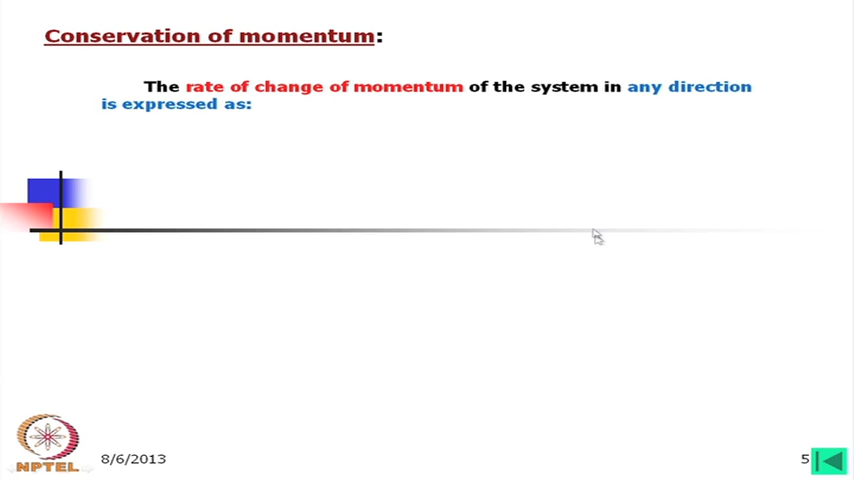 Conservation of momentum:
The rate of change of momentum of the system in any direction
is expressed as:
NPTEL
8/6/2013
5